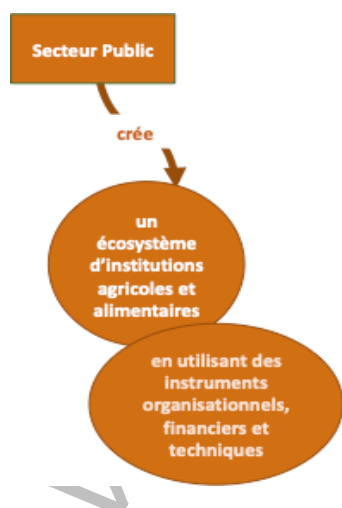 Secteur Public
crée
un
écosystème
d'institutions
agricoles et
alimentaires
en utilisant des
instruments
organisationnels,
financiers et
techniques